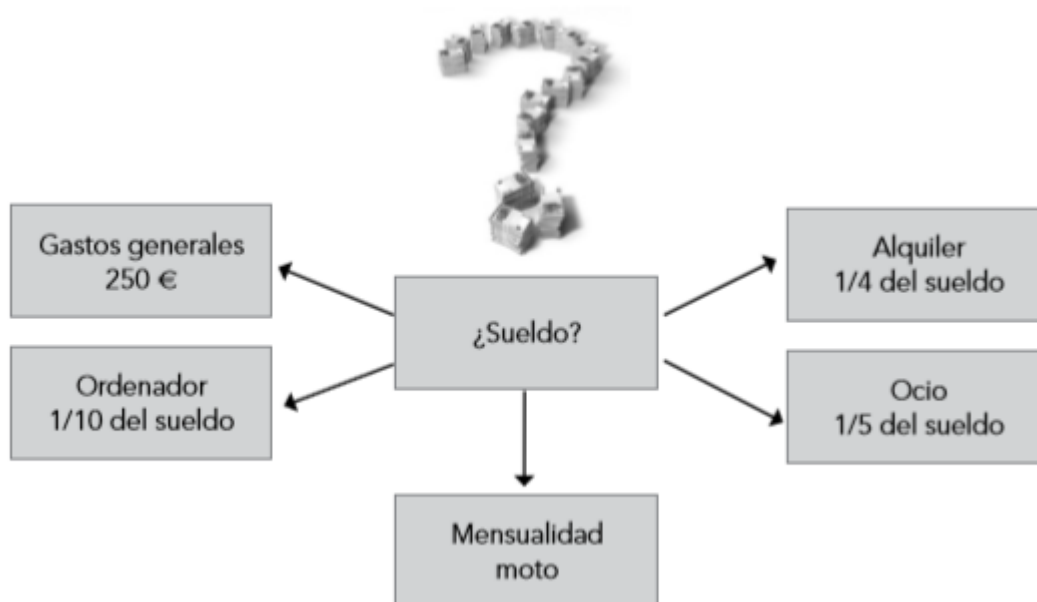 Gastos generales
250 €
Ordenador
1/10 del sueldo
¿Sueldo?
Alquiler
1/4 del sueldo
Ocio
1/5 del sueldo
Mensualidad
moto